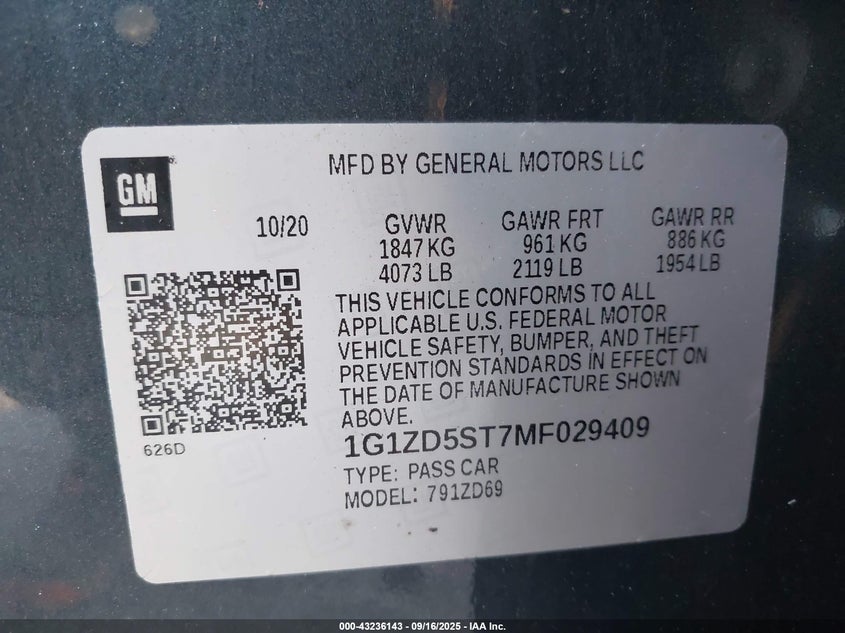 GM
MFD BY GENERAL MOTORS LLC
10/20
GVWR GAWR FRT GAWR RR
1847 KG 961 KG 886 KG
4073 LB 2119 LB 1954 LB
THIS VEHICLE CONFORMS TO ALL
APPLICABLE U.S. FEDERAL MOTOR
VEHICLE SAFETY, BUMPER, AND THEFT
PREVENTION STANDARDS IN EFFECT ON
THE DATE OF MANUFACTURE SHOWN
ABOVE.
626D
1G1ZD5ST7MF029409
TYPE: PASS CAR
MODEL: 791ZD69
000-43236143 - 09/16/2025 - IAA Inc.